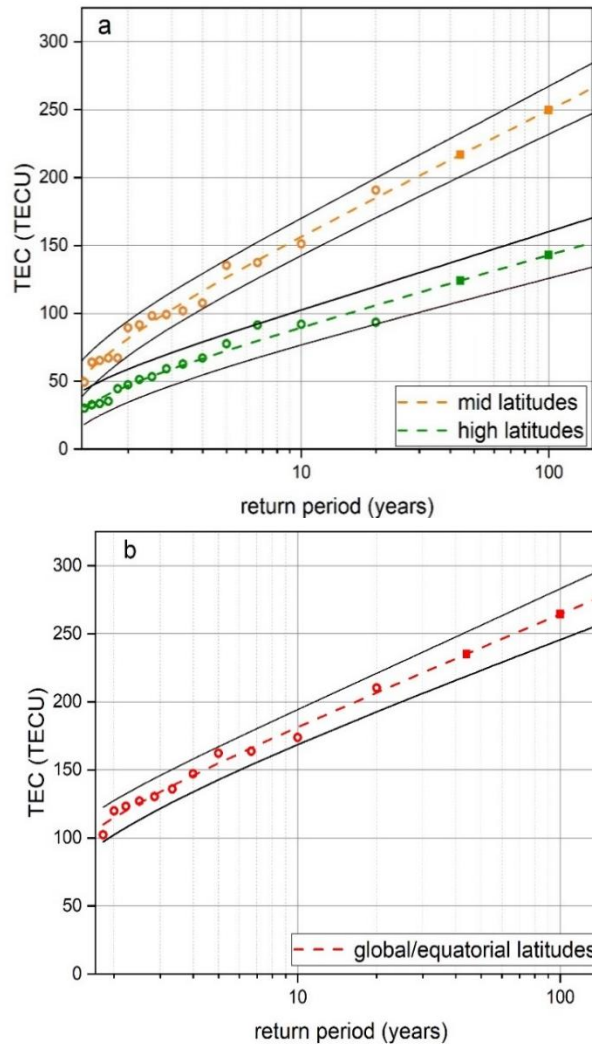 a
300
250
200
150
100
50
0
TEC (TECU)
mid latitudes
high latitudes
10
100
return period (years)
b
300
250
200
150
100
50
0
TEC (TECU)
global/equatorial latitudes
10
100
return period (years)